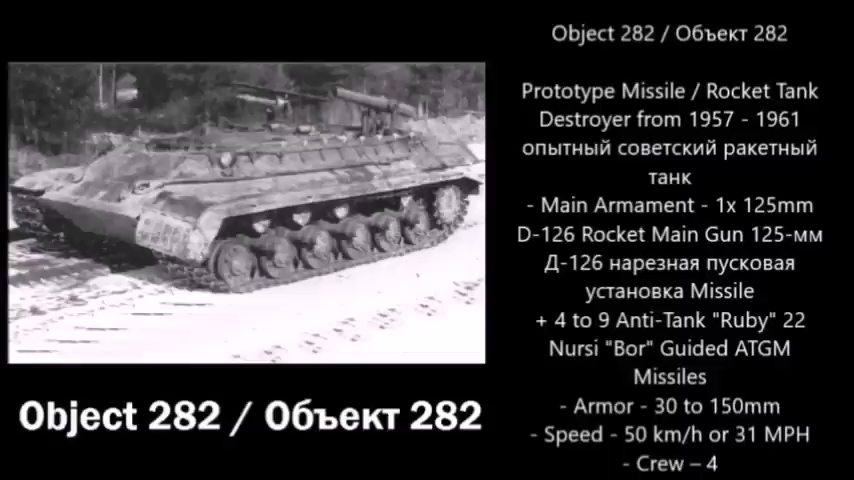 Object 282 / Объект 282
Prototype Missile / Rocket Tank
Destroyer from 1957 - 1961
опытный советский ракетный
танк
- Main Armament - 1x 125mm
D-126 Rocket Main Gun 125-мм
Д-126 нарезная пусковая
установка Missile
+ 4 to 9 Anti-Tank "Ruby" 22
Nursi "Bor" Guided ATGM
Missiles
- Armor - 30 to 150mm
- Speed - 50 km/h or 31 MPH
- Crew – 4
Object 282 / Объект 282